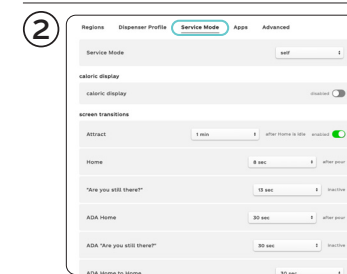 2
Regions Dispenser Profile Service Mode Apps Advanced
Service Mode self
caloric display
caloric display disabled
screen transitions
Attract 1 min after Home is idle enabled
Home 8 sec after pour
"Are you still there?" 15 sec inactive
ADA Home 30 sec after pour
ADA "Are you still there?" 30 sec inactive
ADA Home to Home 30 sec